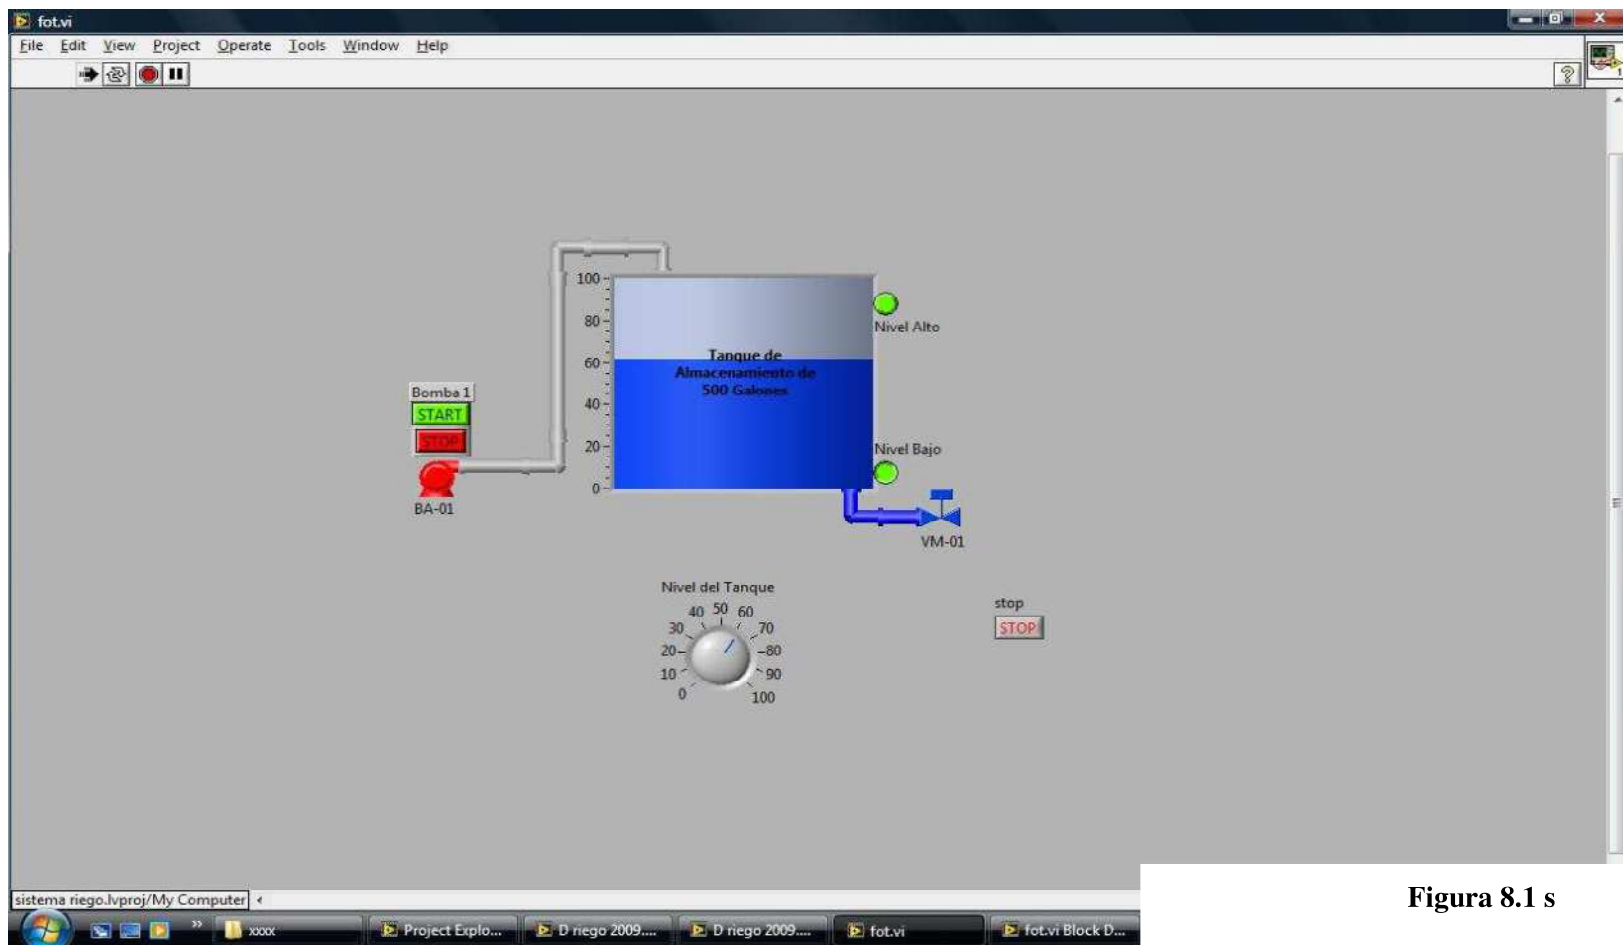 fot.vi
File Edit View Project Operate Tools Window Help
?
1
100
80
60
40
20
0
Tanque de
Almacenamiento de
500 Galones
Nivel Alto
Nivel Bajo
Bomba 1
START
STOP
BA-01
VM-01
Nivel del Tanque
0 10 20 30 40 50 60 70 80 90 100
stop
STOP
sistema riego.lvproj/My Computer
Figura 8.1 s
xxxx Project Explo... D riego 2009.... D riego 2009.... fot.vi fot.vi Block D...